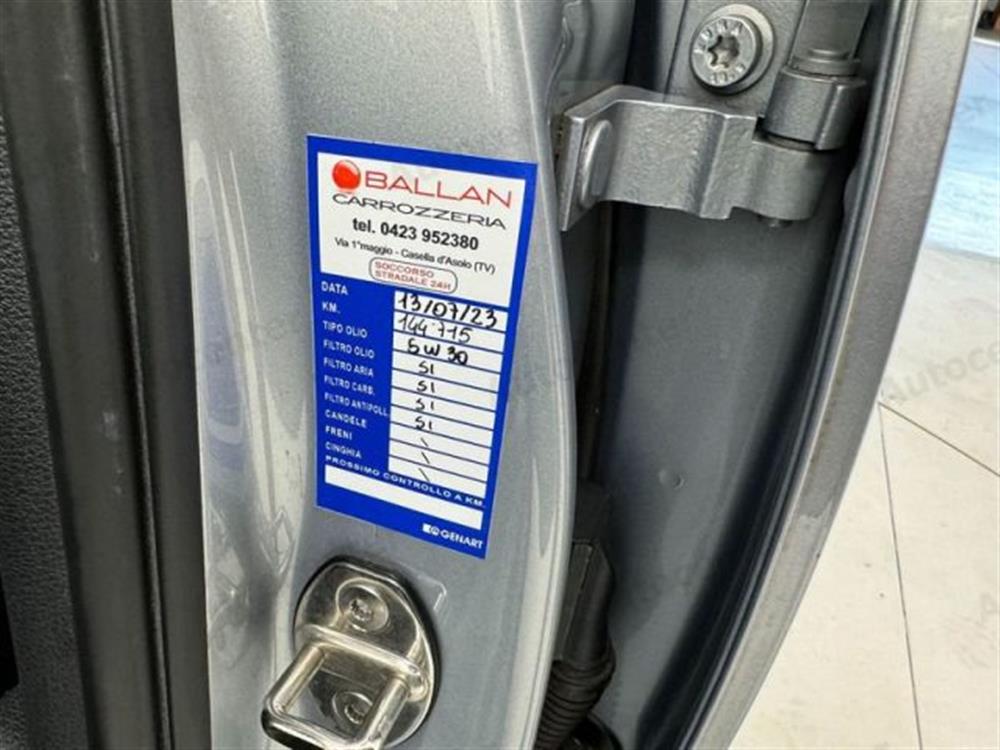 BALLAN
CARROZZERIA
tel. 0423 952380
Via 1°maggio - Casella d'Asolo (TV)
SOCCORSO
STRADALE 24H
DATA 13/07/23
KM. 144.715
TIPO OLIO 5W30
FILTRO OLIO SI
FILTRO ARIA SI
FILTRO CARB. SI
FILTRO ANTIPOLL. SI
CANDELE \
FRENI \
CINGHIA \
PROSSIMO CONTROLLO A KM.
GENART